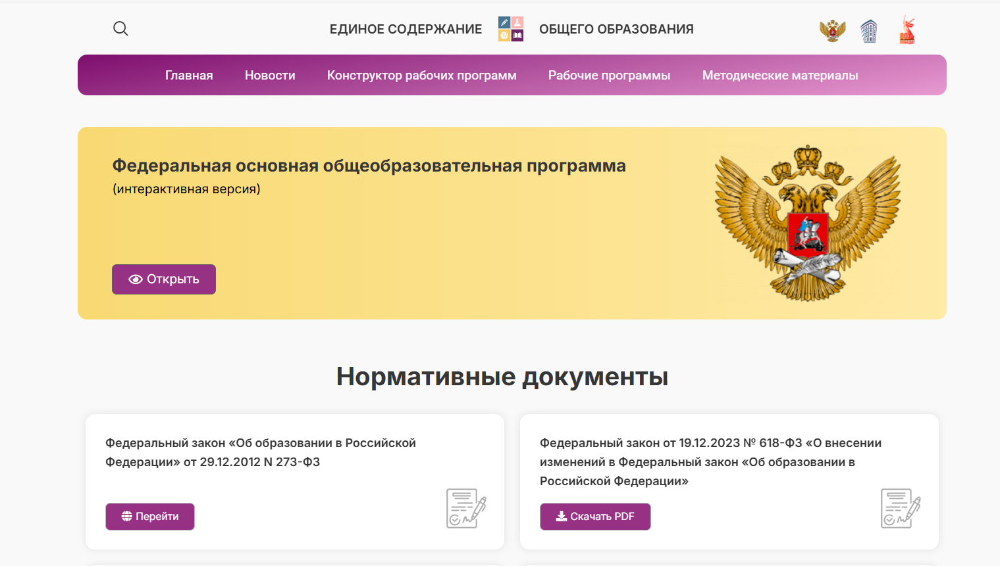 ЕДИНОЕ СОДЕРЖАНИЕ ОБЩЕГО ОБРАЗОВАНИЯ
80
ПОБЕДА!
Главная Новости Конструктор рабочих программ Рабочие программы Методические материалы
Федеральная основная общеобразовательная программа
(интерактивная версия)
Открыть
Нормативные документы
Федеральный закон «Об образовании в Российской
Федерации» от 29.12.2012 N 273-ФЗ
Перейти
Федеральный закон от 19.12.2023 № 618-ФЗ «О внесении
изменений в Федеральный закон «Об образовании в
Российской Федерации»
Скачать PDF